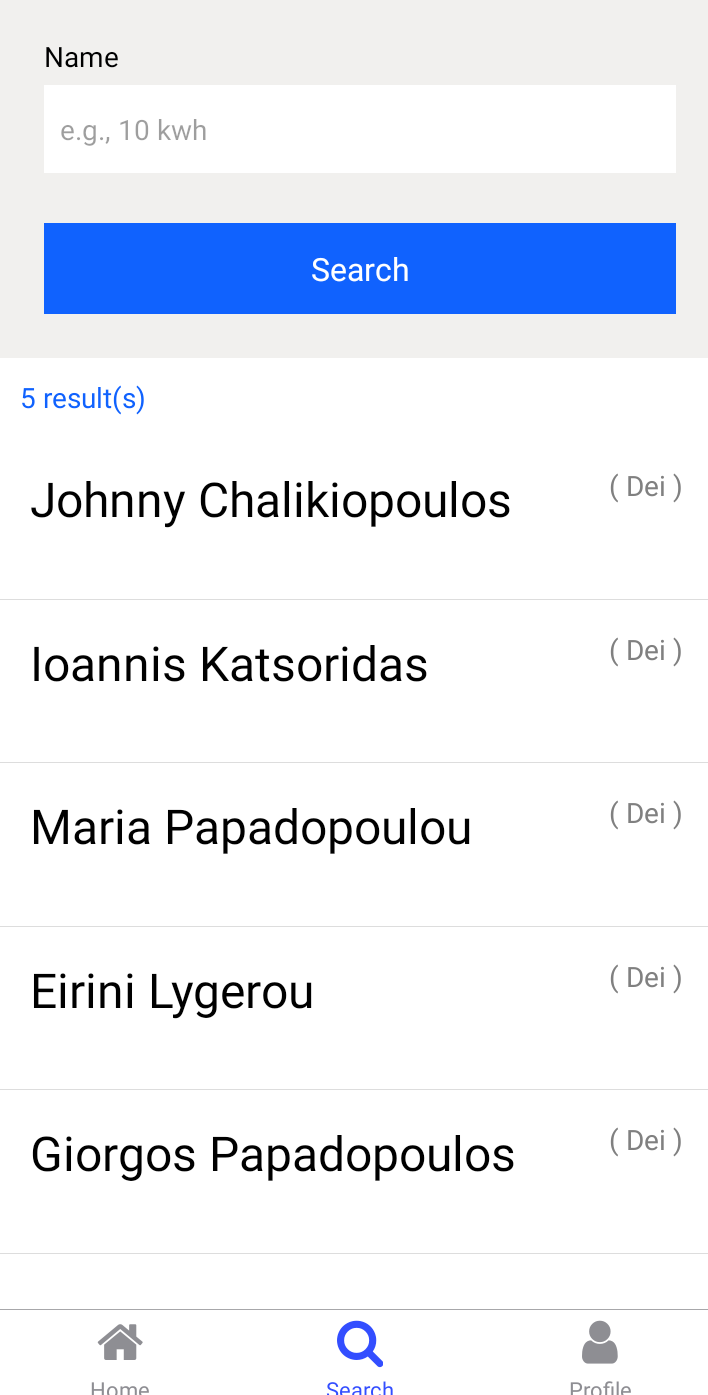 Name
e.g., 10 kwh
Search
5 result(s)
Johnny Chalikiopoulos
( Dei )
Ioannis Katsoridas
( Dei )
Maria Papadopoulou
( Dei )
Eirini Lygerou
( Dei )
Giorgos Papadopoulos
( Dei )
Home Search Profile